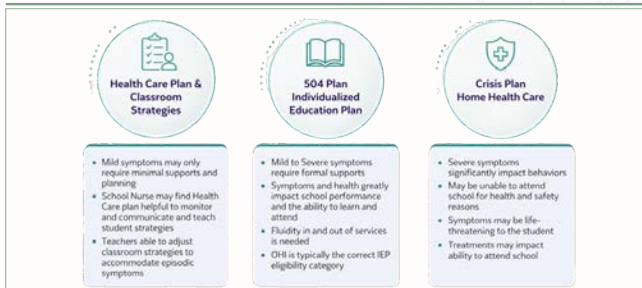 Health Care Plan &
Classroom
Strategies
• Mild symptoms may only
require minimal supports and
planning
• School Nurse may find Health
Care plan helpful to monitor
and communicate and teach
student strategies
• Teachers able to adjust
classroom strategies to
accommodate episodic
symptoms
504 Plan
Individualized
Education Plan
• Mild to Severe symptoms
require formal supports
• Symptoms and health greatly
impact school performance
and the ability to learn and
attend
• Fluidity in and out of services
is needed
• OHI is typically the correct IEP
eligibility category
Crisis Plan
Home Health Care
• Severe symptoms
significantly impact behaviors
• May be unable to attend
school for health and safety
reasons
• Symptoms may be life-
threatening to the student
• Treatments may impact
ability to attend school